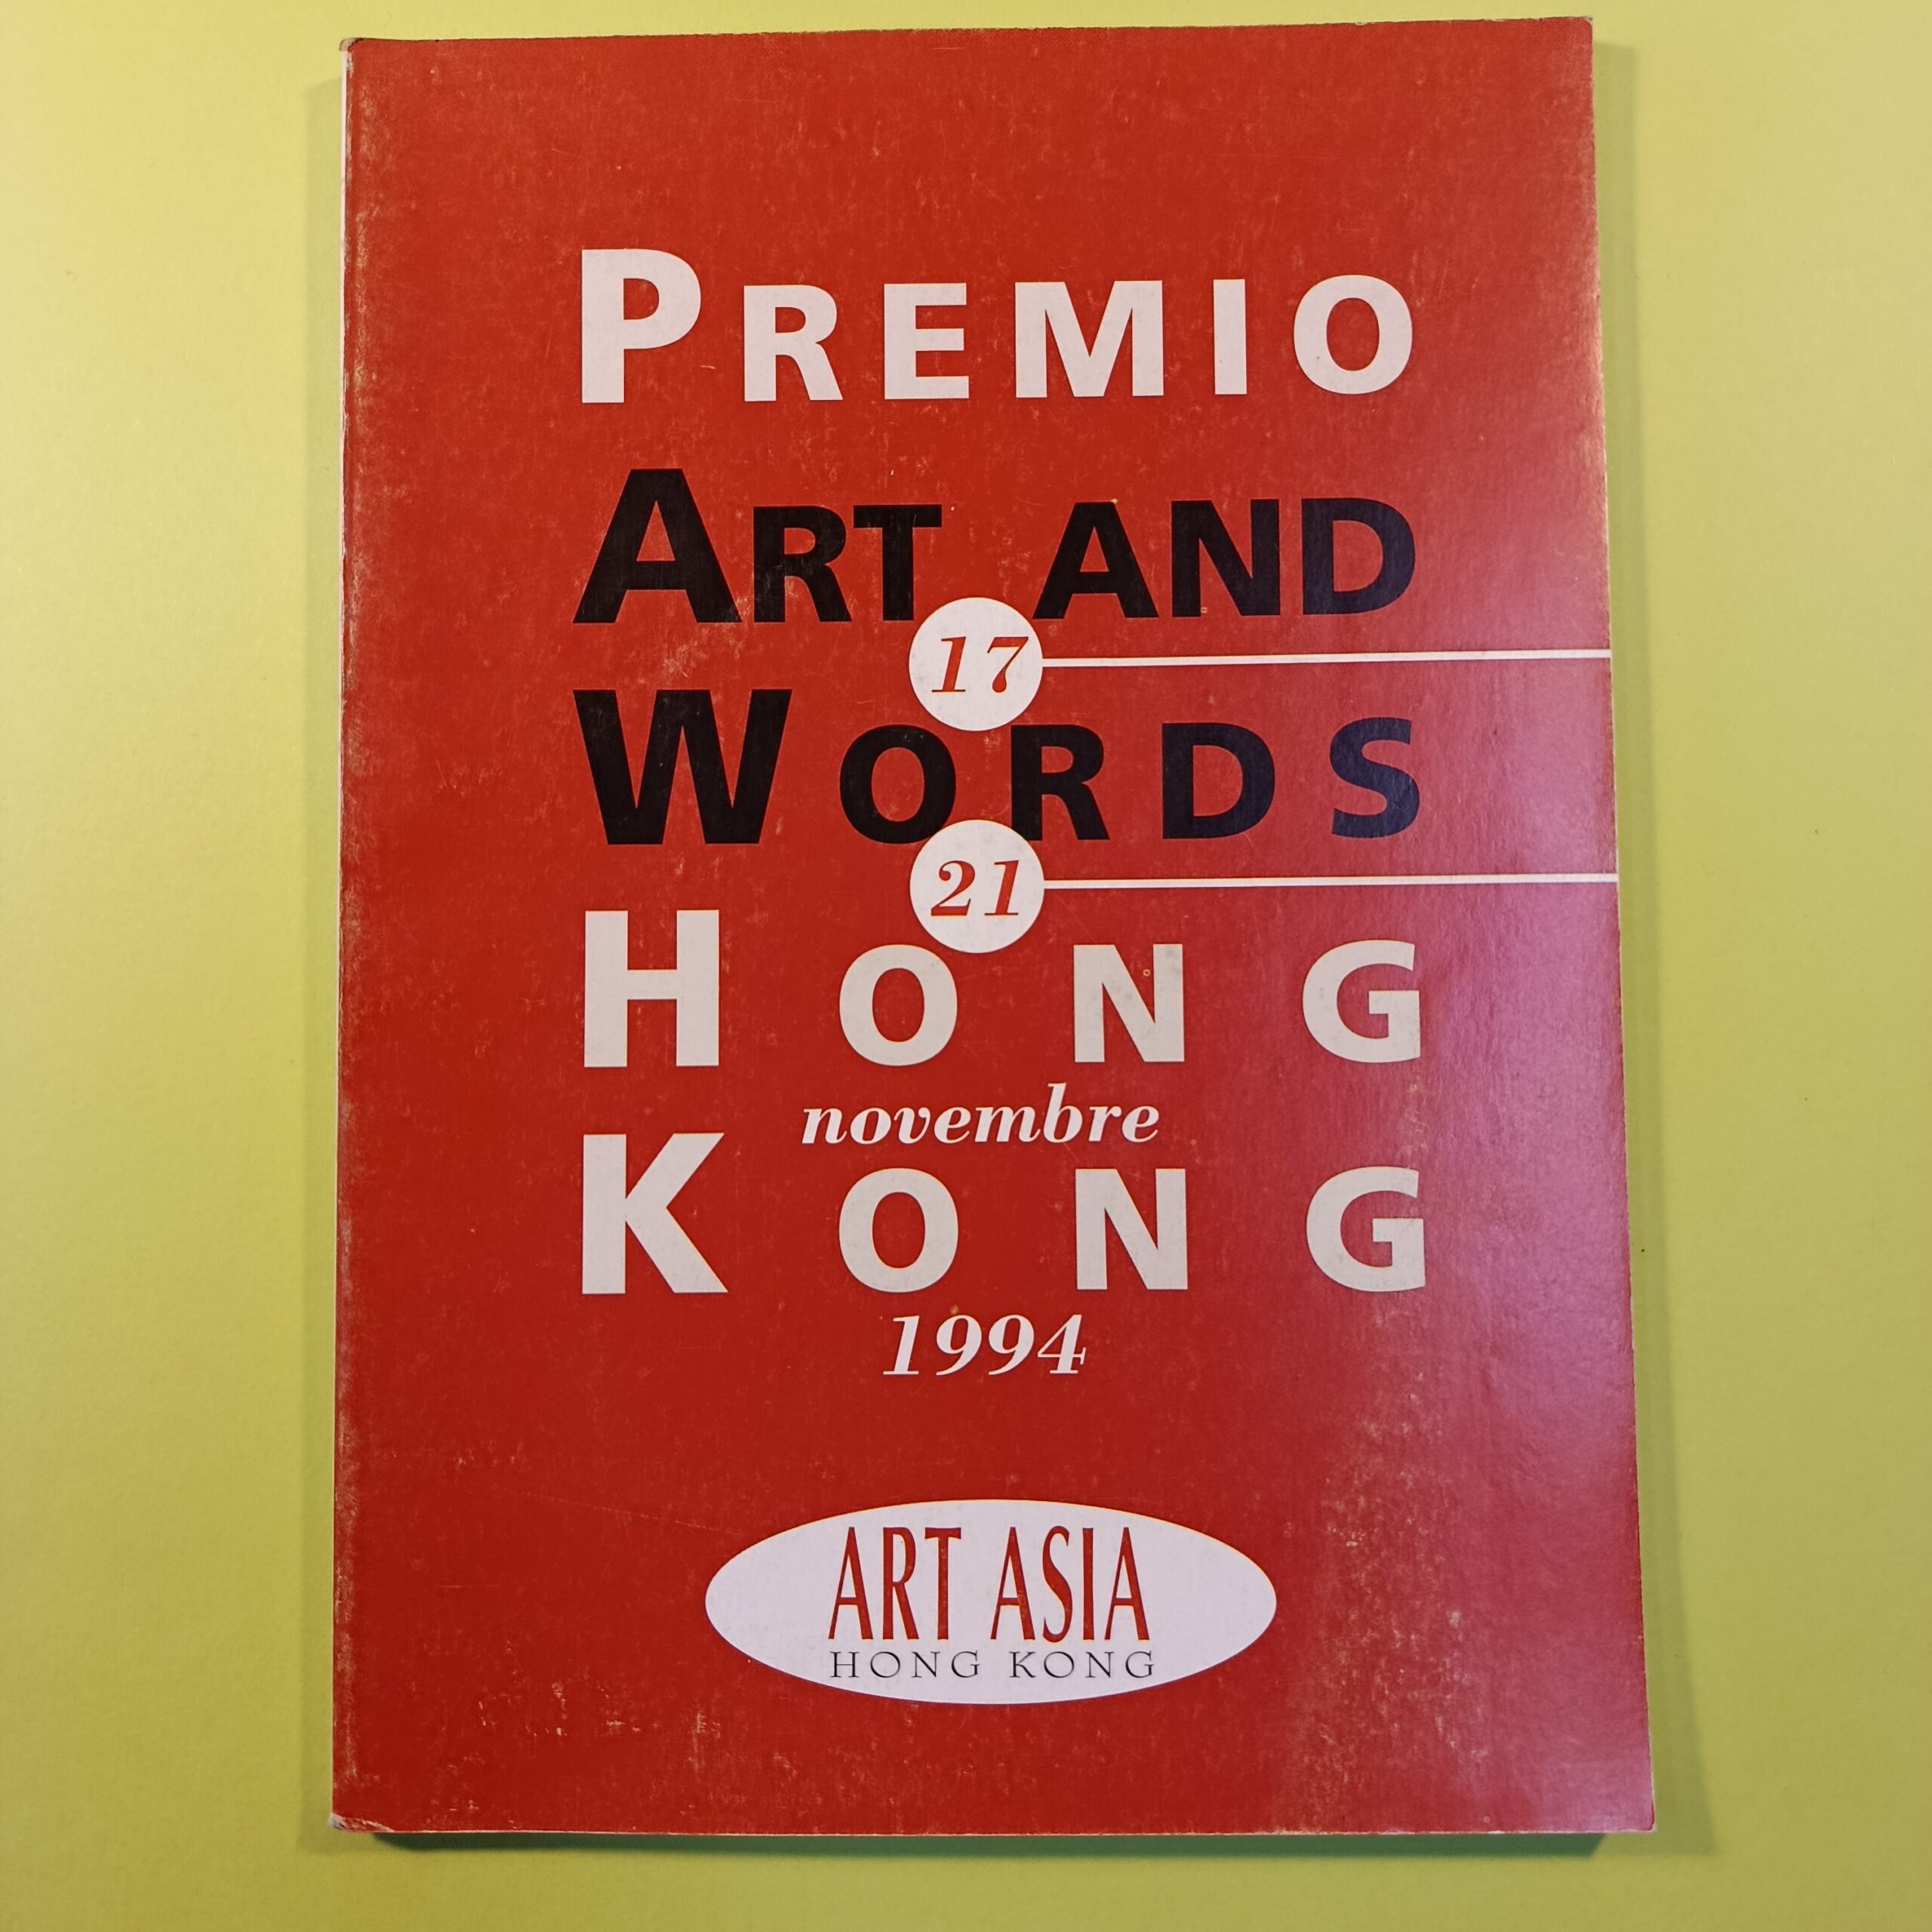 PREMIO
ART AND
17
WORDS
21
HONG
novembre
KONG
1994
ART ASIA
HONG KONG